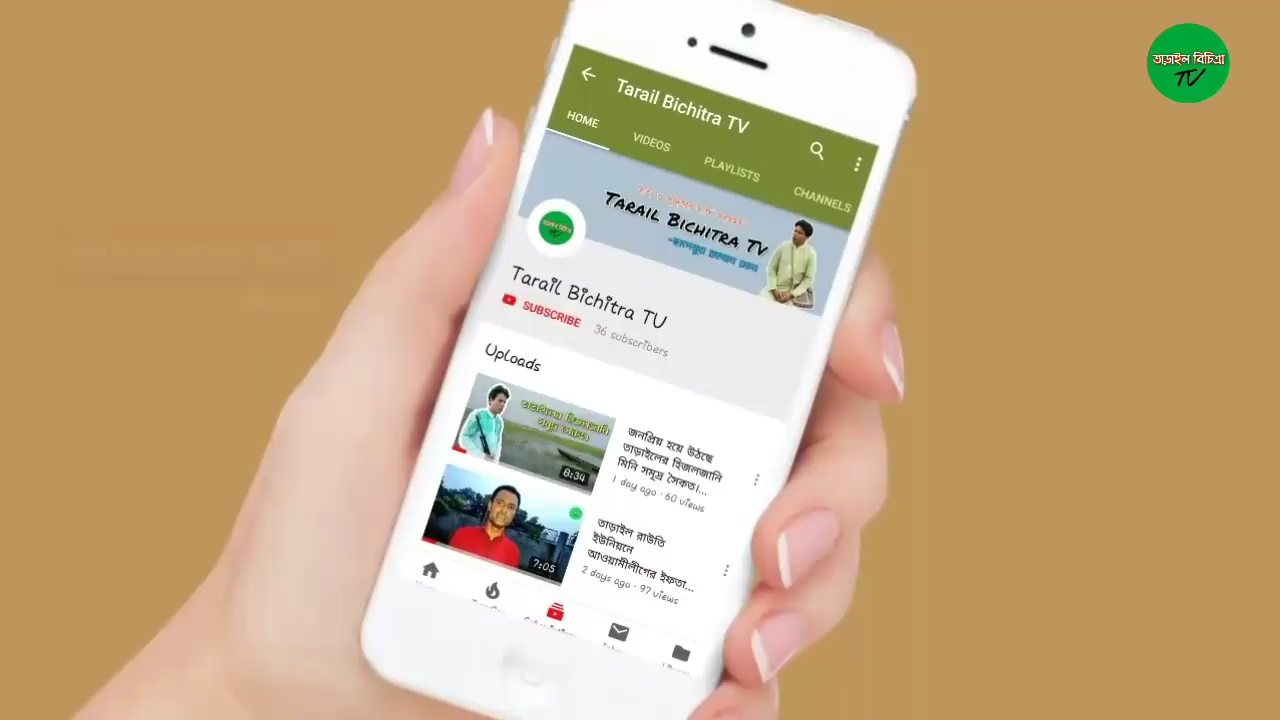 তাড়াইল বিচিত্রা
TV
Tarail Bichitra TV
HOME
VIDEOS
PLAYLISTS
CHANNELS
Tarail Bichitra TV
Tarail Bichitra TV
SUBSCRIBE
36 subscribers
Uploads
8:34
জনপ্রিয় হয়ে উঠছে
তাড়াইলের হিজলজানি
মিনি সমূদ্র সৈকত।...
1 day ago · 60 views
7:05
তাড়াইল রাউতি
ইউনিয়নে
আওয়ামীলীগের ইফতা...
2 days ago · 97 views